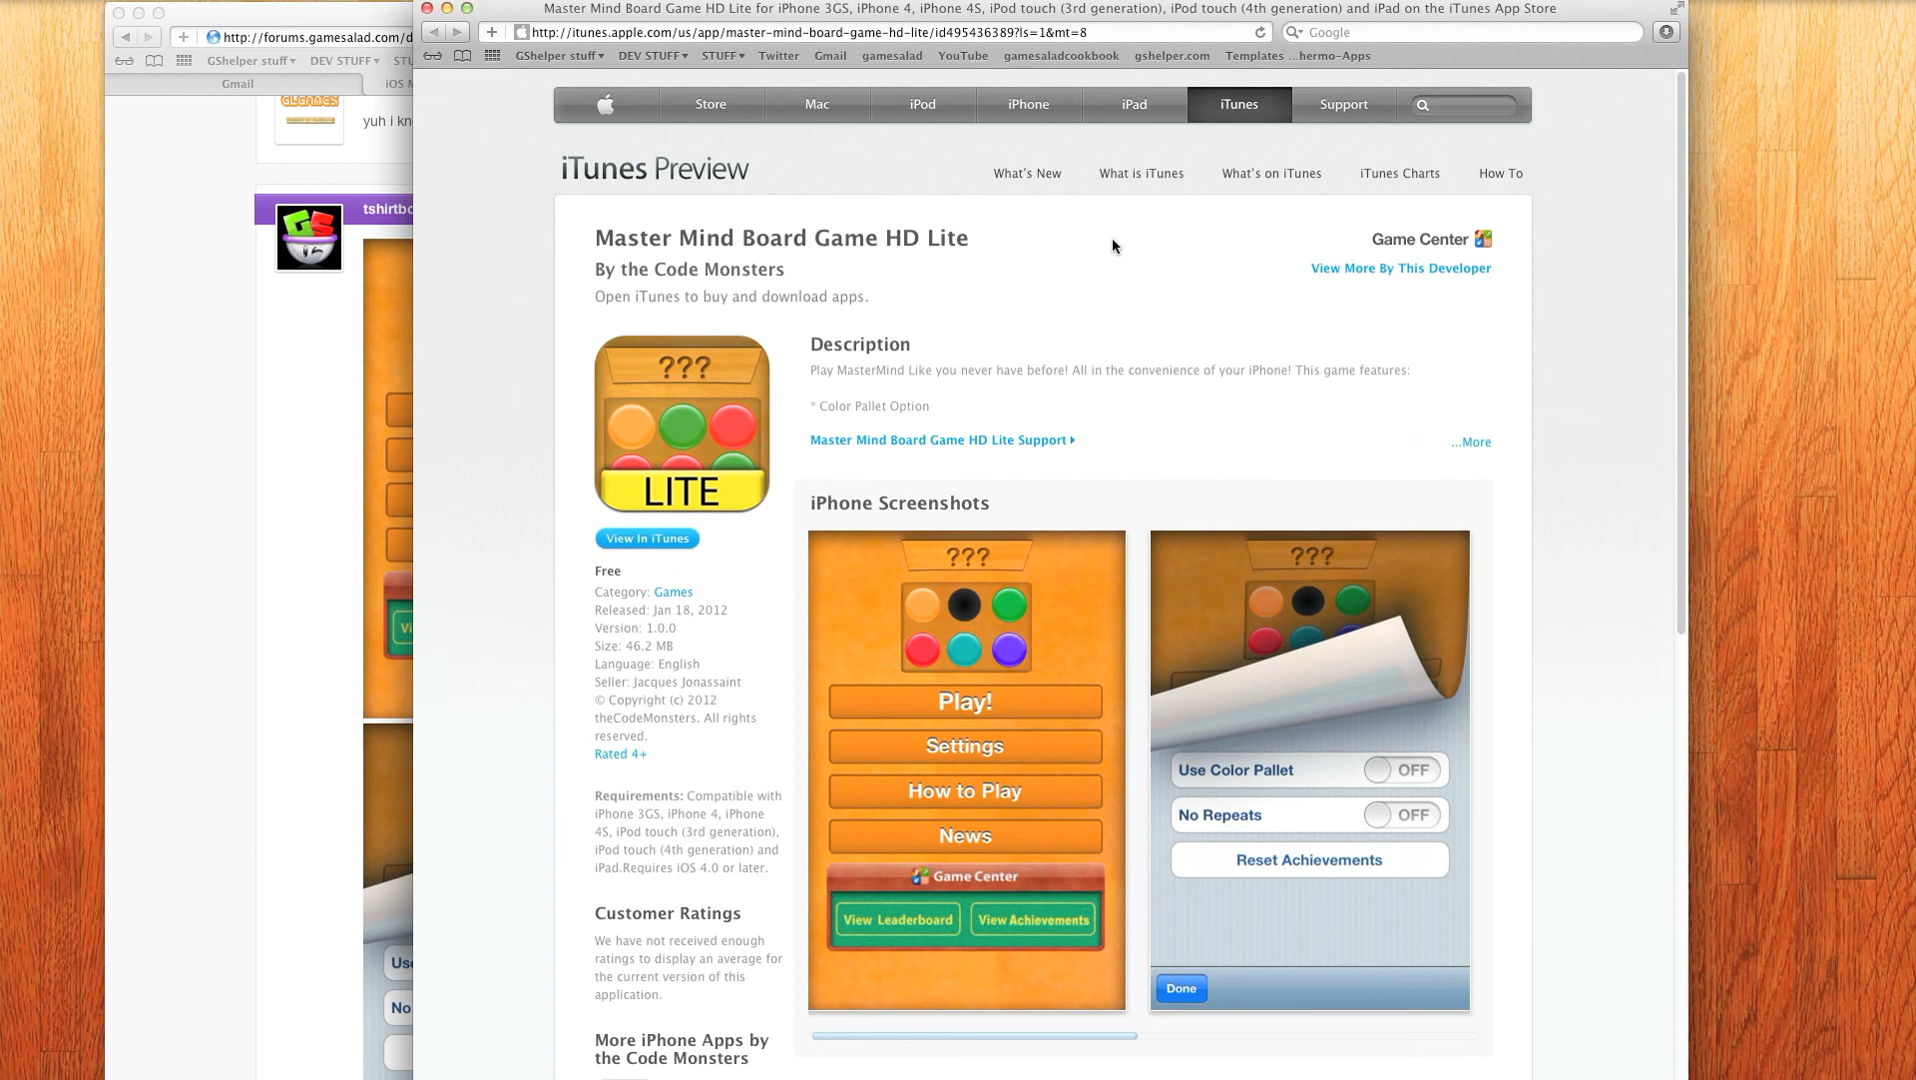 Master Mind Board Game HD Lite for iPhone 3GS, iPhone 4, iPhone 4S, iPod touch (3rd generation), iPod touch (4th generation) and iPad on the iTunes App Store
http://forums.gamesalad.com/d
http://itunes.apple.com/us/app/master-mind-board-game-hd-lite/id495436389?ls=1&mt=8
Google
GShelper stuff DEV STUFF STU
GShelper stuff DEV STUFF STUFF Twitter Gmail gamesalad YouTube gamesaladcookbook gshelper.com Templates ...hermo-Apps
Gmail
iOS M
GLGAMES
yuh i kn
tshirtbo
GS
Store Mac iPod iPhone iPad iTunes Support
iTunes Preview
What's New What is iTunes What's on iTunes iTunes Charts How To
Master Mind Board Game HD Lite
By the Code Monsters
Open iTunes to buy and download apps.
Game Center
View More By This Developer
???
LITE
View In iTunes
Free
Category: Games
Released: Jan 18, 2012
Version: 1.0.0
Size: 46.2 MB
Language: English
Seller: Jacques Jonassaint
© Copyright (c) 2012
theCodeMonsters. All rights
reserved.
Rated 4+
Requirements: Compatible with
iPhone 3GS, iPhone 4, iPhone
4S, iPod touch (3rd generation),
iPod touch (4th generation) and
iPad.Requires iOS 4.0 or later.
Customer Ratings
We have not received enough
ratings to display an average for
the current version of this
application.
More iPhone Apps by
the Code Monsters
Description
Play MasterMind Like you never have before! All in the convenience of your iPhone! This game features:
* Color Pallet Option
Master Mind Board Game HD Lite Support
...More
iPhone Screenshots
???
Play!
Settings
How to Play
News
Game Center
View Leaderboard
View Achievements
???
Use Color Pallet OFF
No Repeats OFF
Reset Achievements
Done
Vi
Use
No